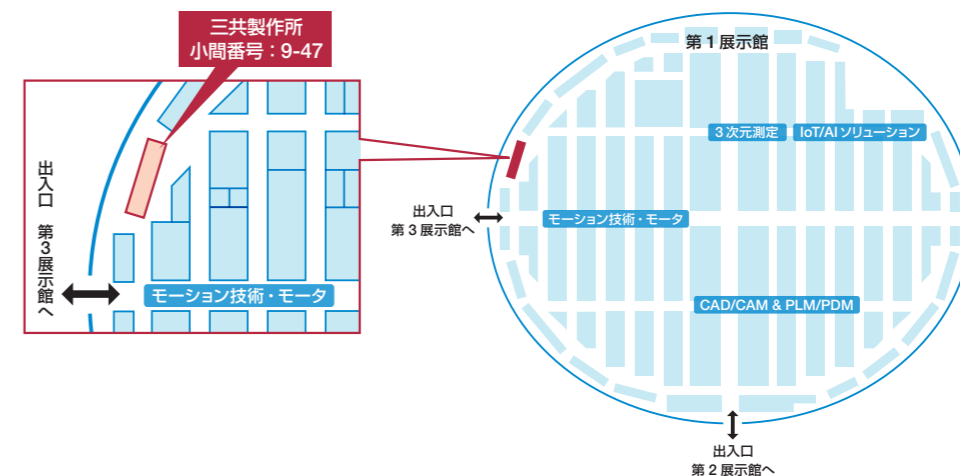 三共製作所
小間番号：9-47
出入口　第3展示館へ
モーション技術・モータ
第1展示館
3次元測定
IoT/AIソリューション
出入口
第3展示館へ
モーション技術・モータ
CAD/CAM & PLM/PDM
出入口
第2展示館へ